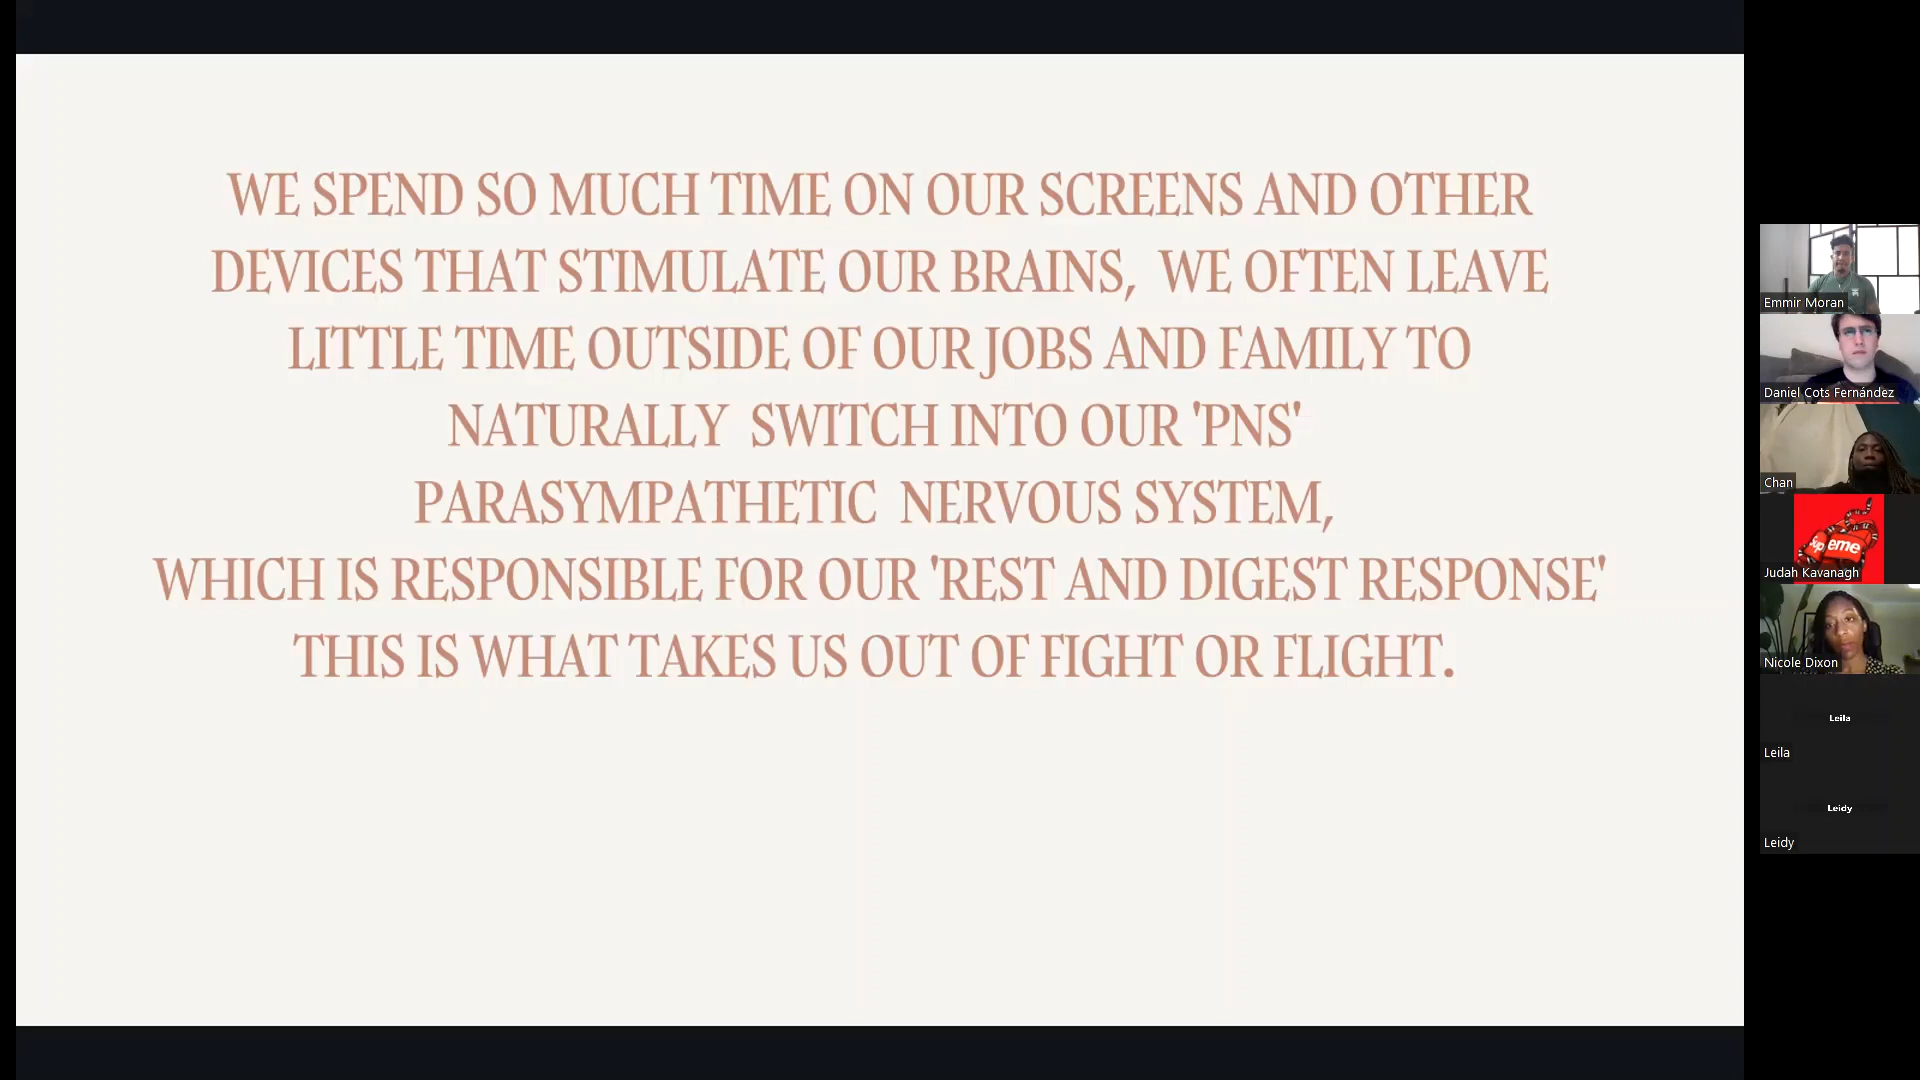 WE SPEND SO MUCH TIME ON OUR SCREENS AND OTHER
DEVICES THAT STIMULATE OUR BRAINS,  WE OFTEN LEAVE
LITTLE TIME OUTSIDE OF OUR JOBS AND FAMILY TO
NATURALLY  SWITCH INTO OUR 'PNS'
PARASYMPATHETIC  NERVOUS SYSTEM,
WHICH IS RESPONSIBLE FOR OUR 'REST AND DIGEST RESPONSE'
THIS IS WHAT TAKES US OUT OF FIGHT OR FLIGHT.
Emmir Moran
Daniel Cots Fernández
Chan
Supreme
Judah Kavanagh
Nicole Dixon
Leila
Leila
Leidy
Leidy